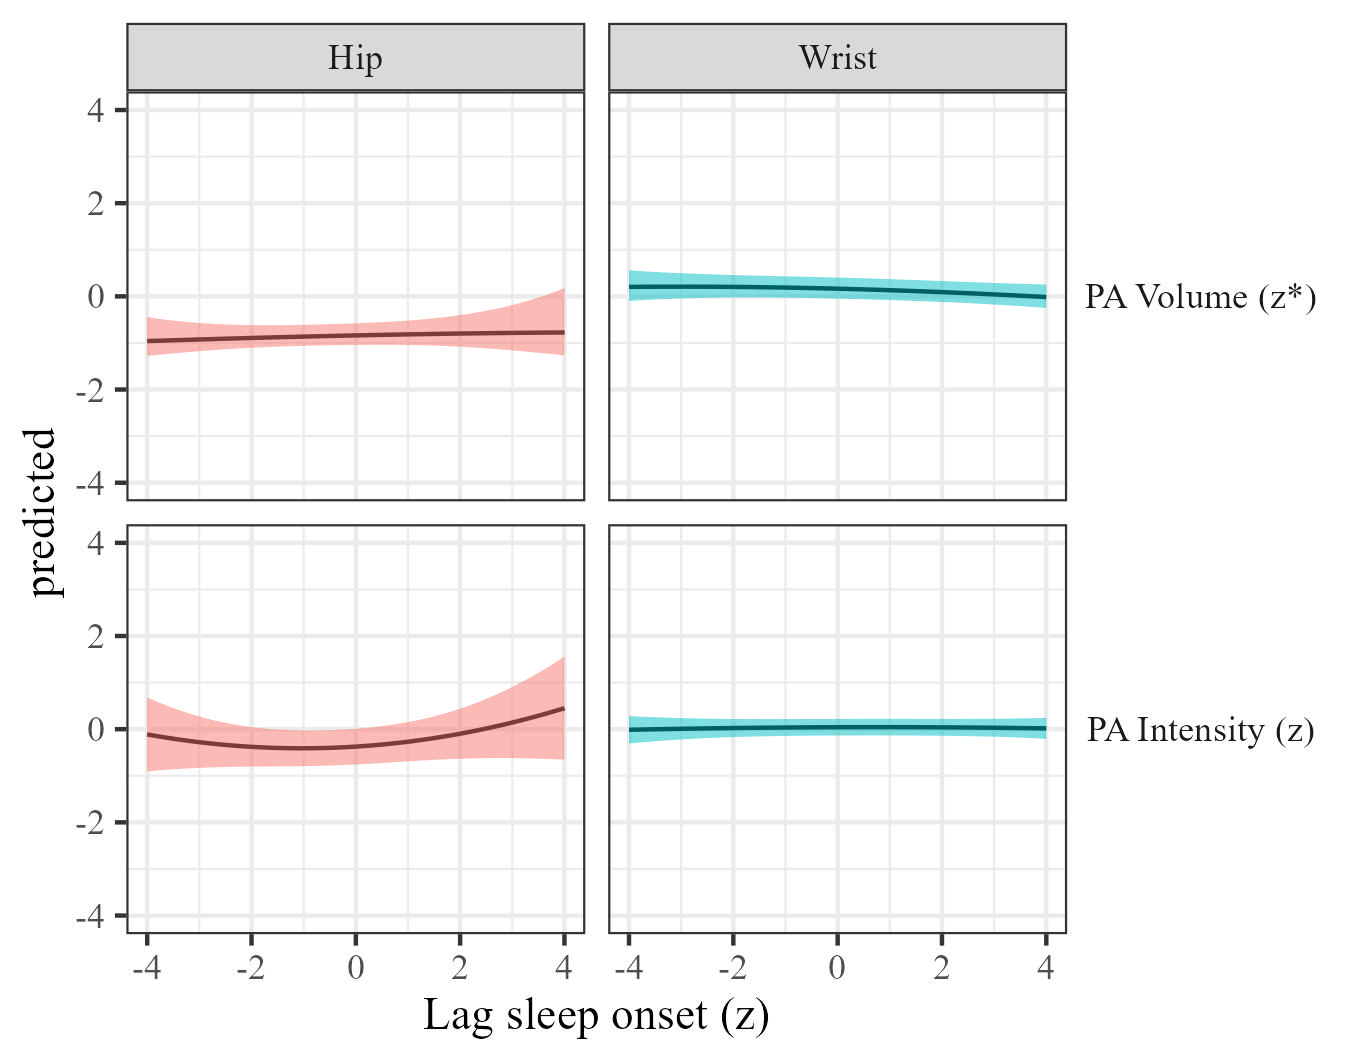 Hip Wrist
4
2
0
-2
-4
PA Volume (z*)
predicted
4
2
0
-2
-4
PA Intensity (z)
-4 -2 0 2 4 -4 -2 0 2 4
Lag sleep onset (z)